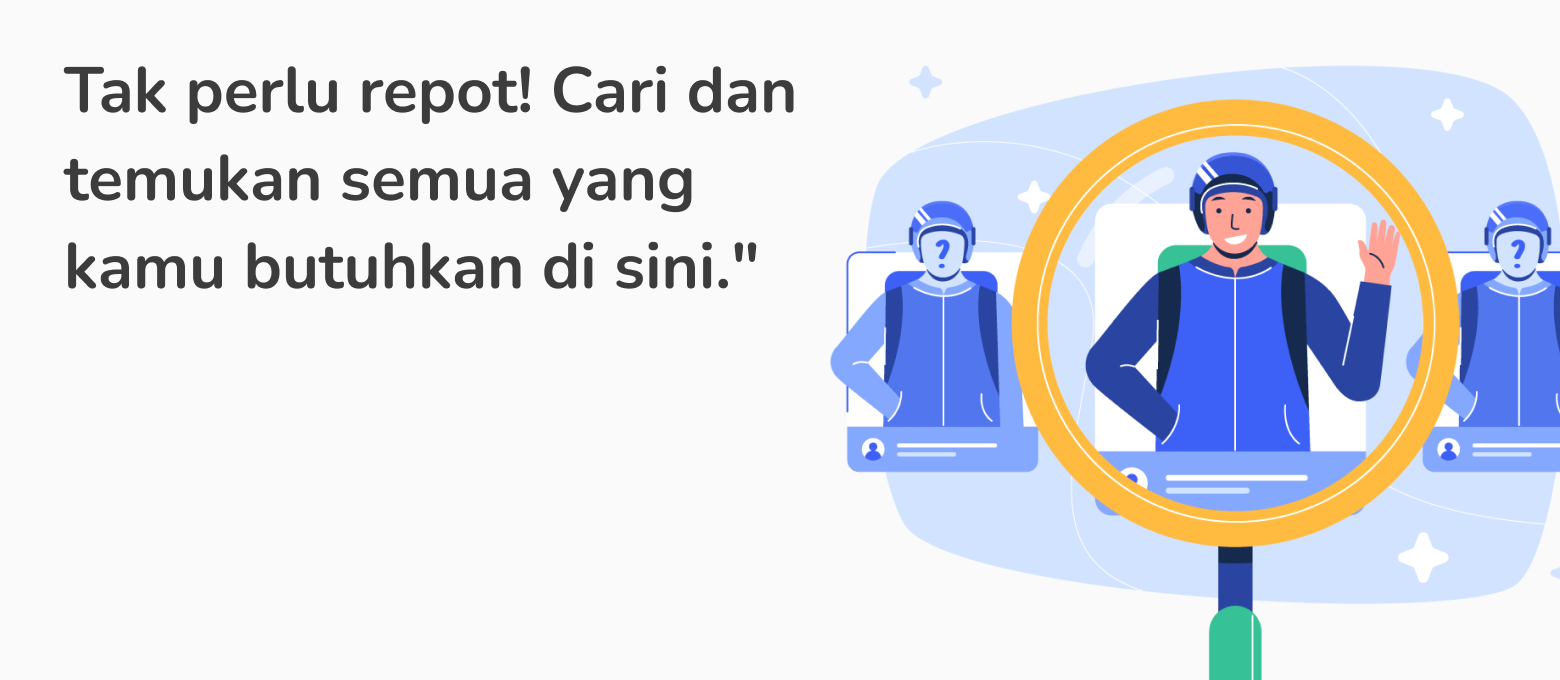 Tak perlu repot! Cari dan
temukan semua yang
kamu butuhkan di sini."
?
?